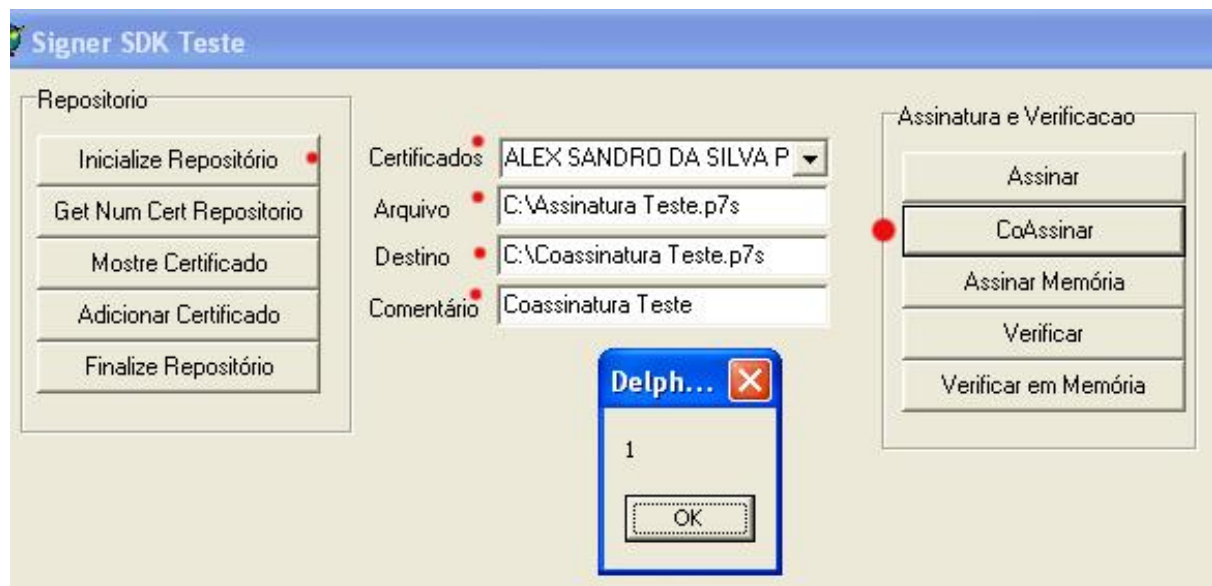 Signer SDK Teste
Repositorio
Inicialize Repositório
Get Num Cert Repositorio
Mostre Certificado
Adicionar Certificado
Finalize Repositório
Certificados ALEX SANDRO DA SILVA P
Arquivo C:\Assinatura Teste.p7s
Destino C:\Coassinatura Teste.p7s
Comentário Coassinatura Teste
Delph...
1
OK
Assinatura e Verificacao
Assinar
CoAssinar
Assinar Memória
Verificar
Verificar em Memória